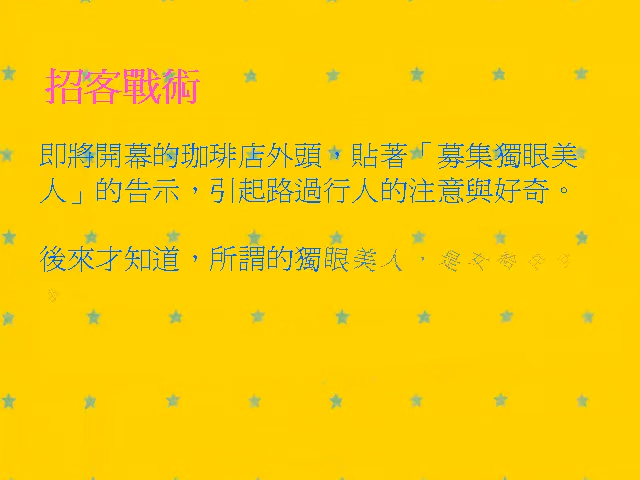 招客戰術
即將開幕的珈琲店外頭，貼著「募集獨眼美
人」的告示，引起路過行人的注意與好奇。
後來才知道，所謂的獨眼美人，是